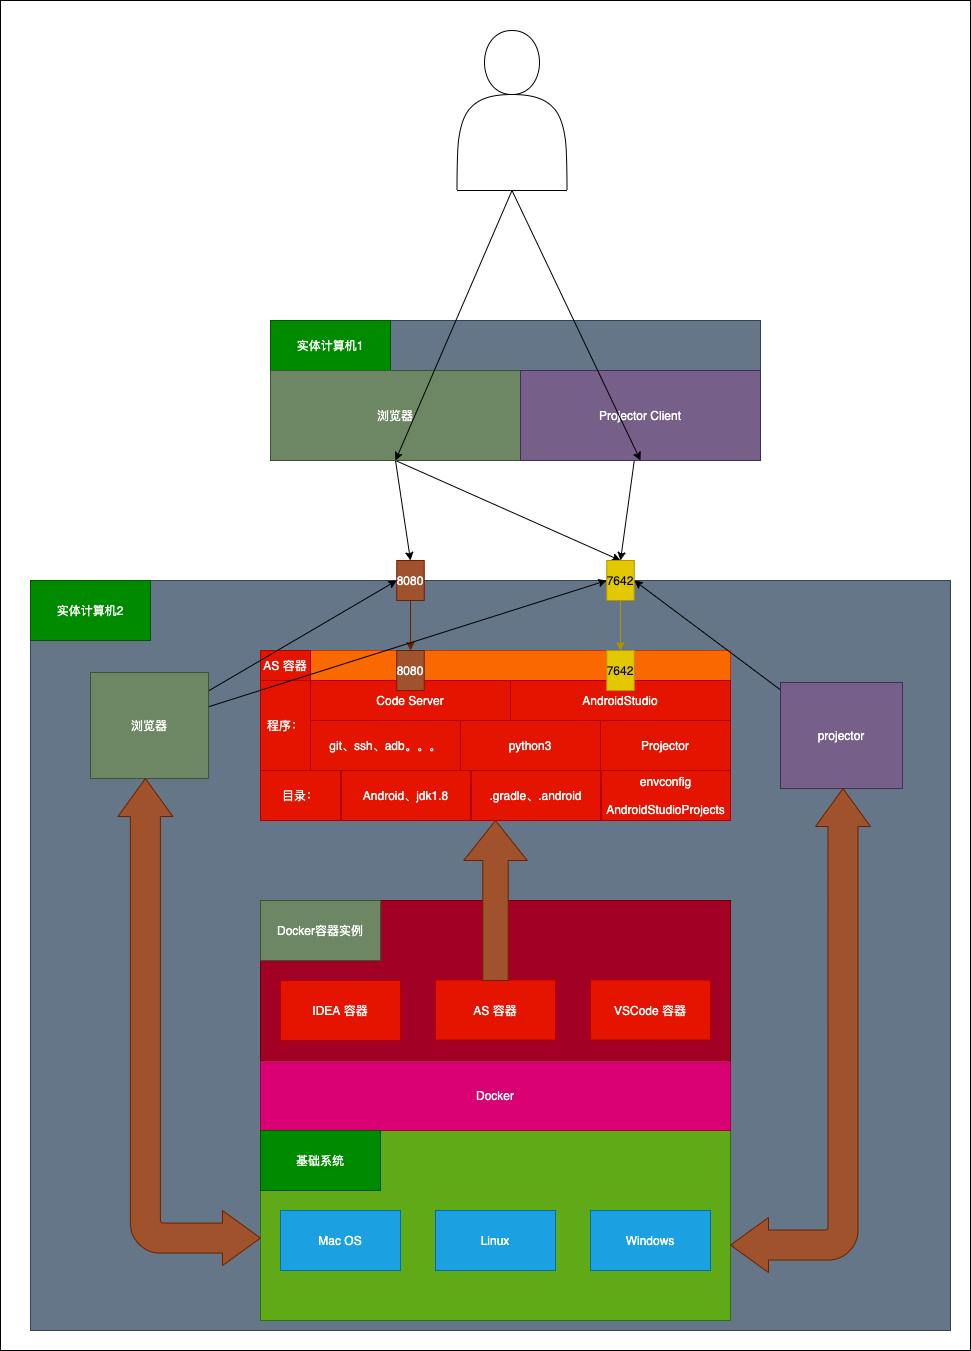 实体计算机1
浏览器
Projector Client
8080
7642
实体计算机2
AS 容器
8080
7642
程序：
Code Server
AndroidStudio
git、ssh、adb。。。
python3
Projector
目录：
Android、jdk1.8
.gradle、.android
envconfig
AndroidStudioProjects
浏览器
projector
Docker容器实例
IDEA 容器
AS 容器
VSCode 容器
Docker
基础系统
Mac OS
Linux
Windows